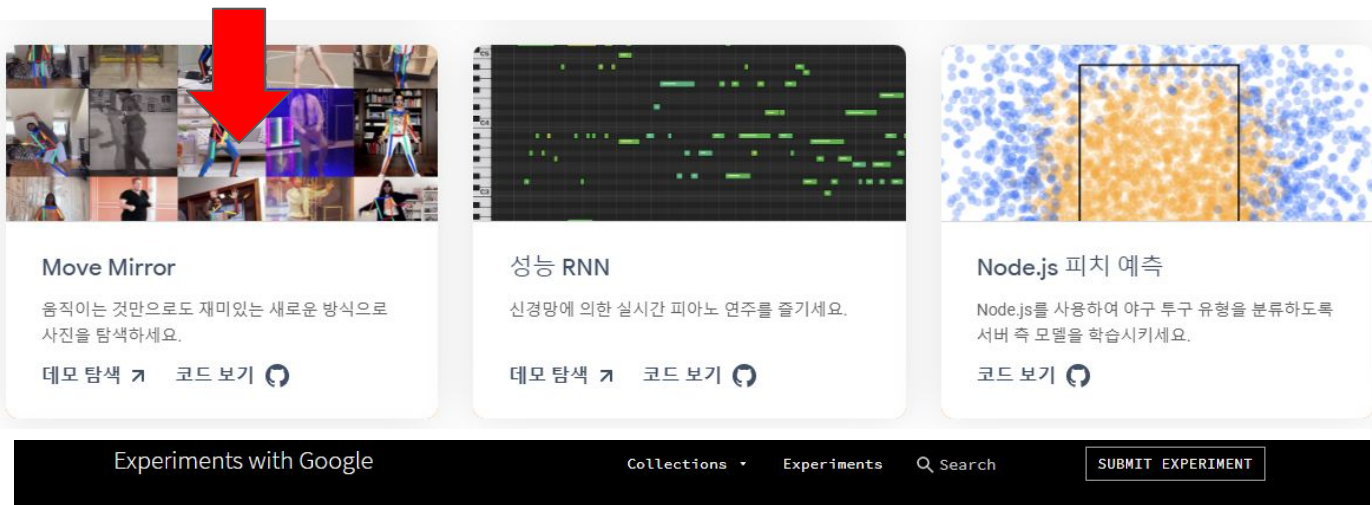 C5
C4
C3
Move Mirror
움직이는 것만으로도 재미있는 새로운 방식으로
사진을 탐색하세요.
데모 탐색 코드 보기
성능 RNN
신경망에 의한 실시간 피아노 연주를 즐기세요.
데모 탐색 코드 보기
Node.js 피치 예측
Node.js를 사용하여 야구 투구 유형을 분류하도록
서버 측 모델을 학습시키세요.
코드 보기
Experiments with Google
Collections
Experiments
Search
SUBMIT EXPERIMENT